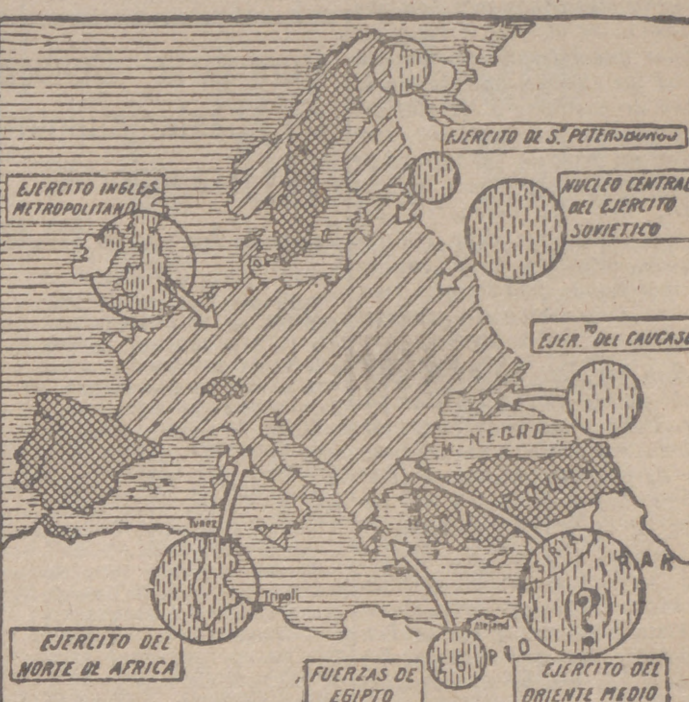 EJERCITO DE Sn. PETERSBURGO
EJERCITO INGLES
METROPOLITANO
NUCLEO CENTRAL
DEL EJERCITO
SOVIETICO
EJER.TO DEL CAUCASO
M. NEGRO
TURQUIA
Tunez
Tripoli
SIRIA
(?)
EGIPTO
EJERCITO DEL
NORTE DE AFRICA
FUERZAS DE
EGIPTO
EJERCITO DEL
ORIENTE MEDIO